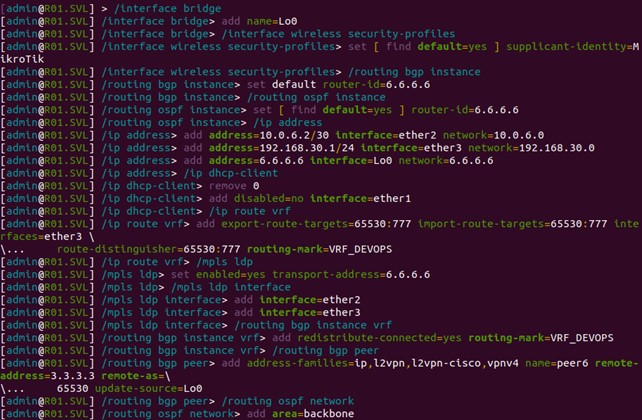 [admin@R01.SVL] > /interface bridge
[admin@R01.SVL] /interface bridge> add name=Lo0
[admin@R01.SVL] /interface bridge> /interface wireless security-profiles
[admin@R01.SVL] /interface wireless security-profiles> set [ find default=yes ] supplicant-identity=M
ikroTik
[admin@R01.SVL] /interface wireless security-profiles> /routing bgp instance
[admin@R01.SVL] /routing bgp instance> set default router-id=6.6.6.6
[admin@R01.SVL] /routing bgp instance> /routing ospf instance
[admin@R01.SVL] /routing ospf instance> set [ find default=yes ] router-id=6.6.6.6
[admin@R01.SVL] /routing ospf instance> /ip address
[admin@R01.SVL] /ip address> add address=10.0.6.2/30 interface=ether2 network=10.0.6.0
[admin@R01.SVL] /ip address> add address=192.168.30.1/24 interface=ether3 network=192.168.30.0
[admin@R01.SVL] /ip address> add address=6.6.6.6 interface=Lo0 network=6.6.6.6
[admin@R01.SVL] /ip address> /ip dhcp-client
[admin@R01.SVL] /ip dhcp-client> remove 0
[admin@R01.SVL] /ip dhcp-client> add disabled=no interface=ether1
[admin@R01.SVL] /ip dhcp-client> /ip route vrf
[admin@R01.SVL] /ip route vrf> add export-route-targets=65530:777 import-route-targets=65530:777 inte
rfaces=ether3 \
\... route-distinguisher=65530:777 routing-mark=VRF_DEVOPS
[admin@R01.SVL] /ip route vrf> /mpls ldp
[admin@R01.SVL] /mpls ldp> set enabled=yes transport-address=6.6.6.6
[admin@R01.SVL] /mpls ldp> /mpls ldp interface
[admin@R01.SVL] /mpls ldp interface> add interface=ether2
[admin@R01.SVL] /mpls ldp interface> add interface=ether3
[admin@R01.SVL] /mpls ldp interface> /routing bgp instance vrf
[admin@R01.SVL] /routing bgp instance vrf> add redistribute-connected=yes routing-mark=VRF_DEVOPS
[admin@R01.SVL] /routing bgp instance vrf> /routing bgp peer
[admin@R01.SVL] /routing bgp peer> add address-families=ip,l2vpn,l2vpn-cisco,vpnv4 name=peer6 remote-
address=3.3.3.3 remote-as=\
\... 65530 update-source=Lo0
[admin@R01.SVL] /routing bgp peer> /routing ospf network
[admin@R01.SVL] /routing ospf network> add area=backbone